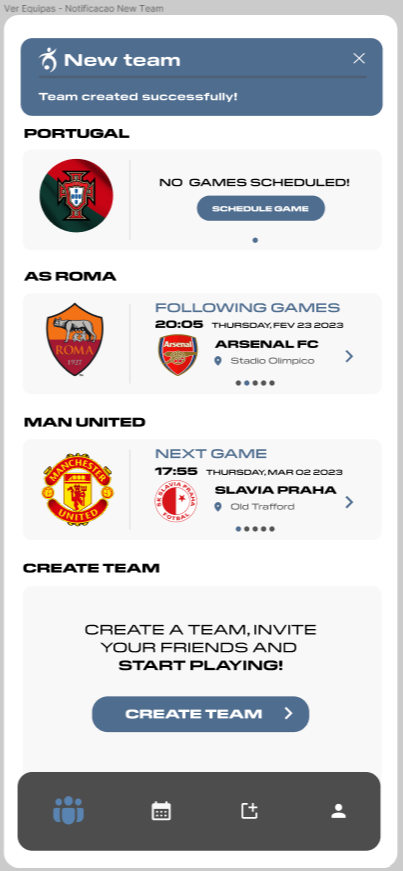 Ver Equipas - Notificacao New Team
New team
Team created successfully!
PORTUGAL
NO GAMES SCHEDULED!
SCHEDULE GAME
AS ROMA
FOLLOWING GAMES
20:05 THURSDAY, FEV 23 2023
ROMA
1927
Arsenal
ARSENAL FC
Stadio Olimpico
MAN UNITED
NEXT GAME
17:55 THURSDAY, MAR 02 2023
MANCHESTER
UNITED
SK SLAVIA PRAHA
FOTBAL
SLAVIA PRAHA
Old Trafford
CREATE TEAM
CREATE A TEAM, INVITE
YOUR FRIENDS AND
START PLAYING!
CREATE TEAM